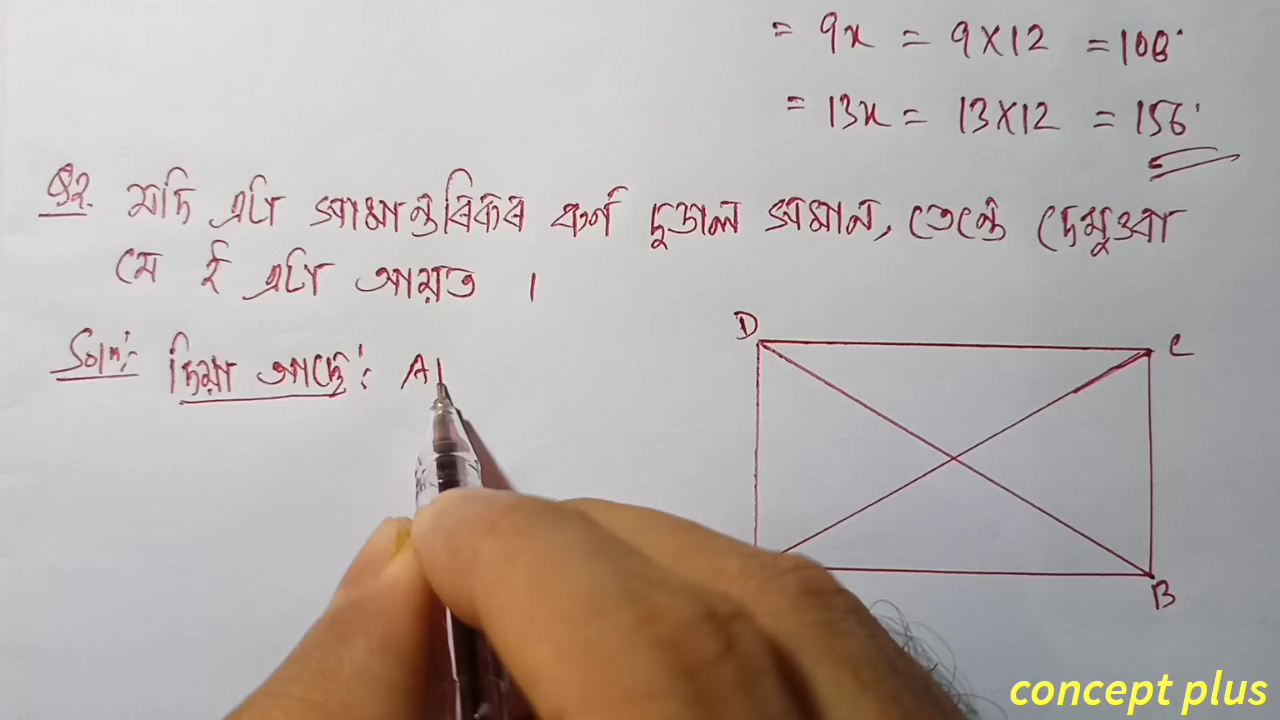 = 9x = 9×12 = 108°
= 13x = 13×12 = 156°
Q2. যদি এটা সামান্তৰিকৰ কৰ্ণ দুডাল সমান, তেন্তে দেখুওৱা
যে ই এটা আয়ত ।
Soln: দিয়া আছে: A
D
C
B
concept plus